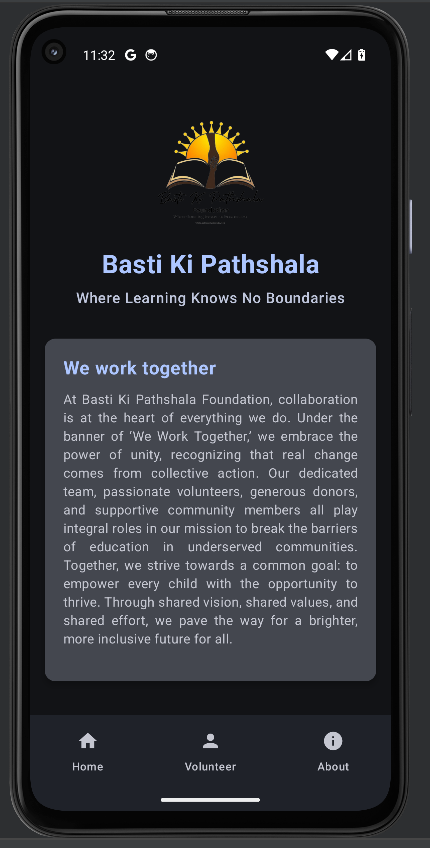 11:32
Basti Ki Pathshala
Where Learning Knows No Boundaries
We work together
At Basti Ki Pathshala Foundation, collaboration
is at the heart of everything we do. Under the
banner of ‘We Work Together,’ we embrace the
power of unity, recognizing that real change
comes from collective action. Our dedicated
team, passionate volunteers, generous donors,
and supportive community members all play
integral roles in our mission to break the barriers
of education in underserved communities.
Together, we strive towards a common goal: to
empower every child with the opportunity to
thrive. Through shared vision, shared values, and
shared effort, we pave the way for a brighter,
more inclusive future for all.
Home
Volunteer
About